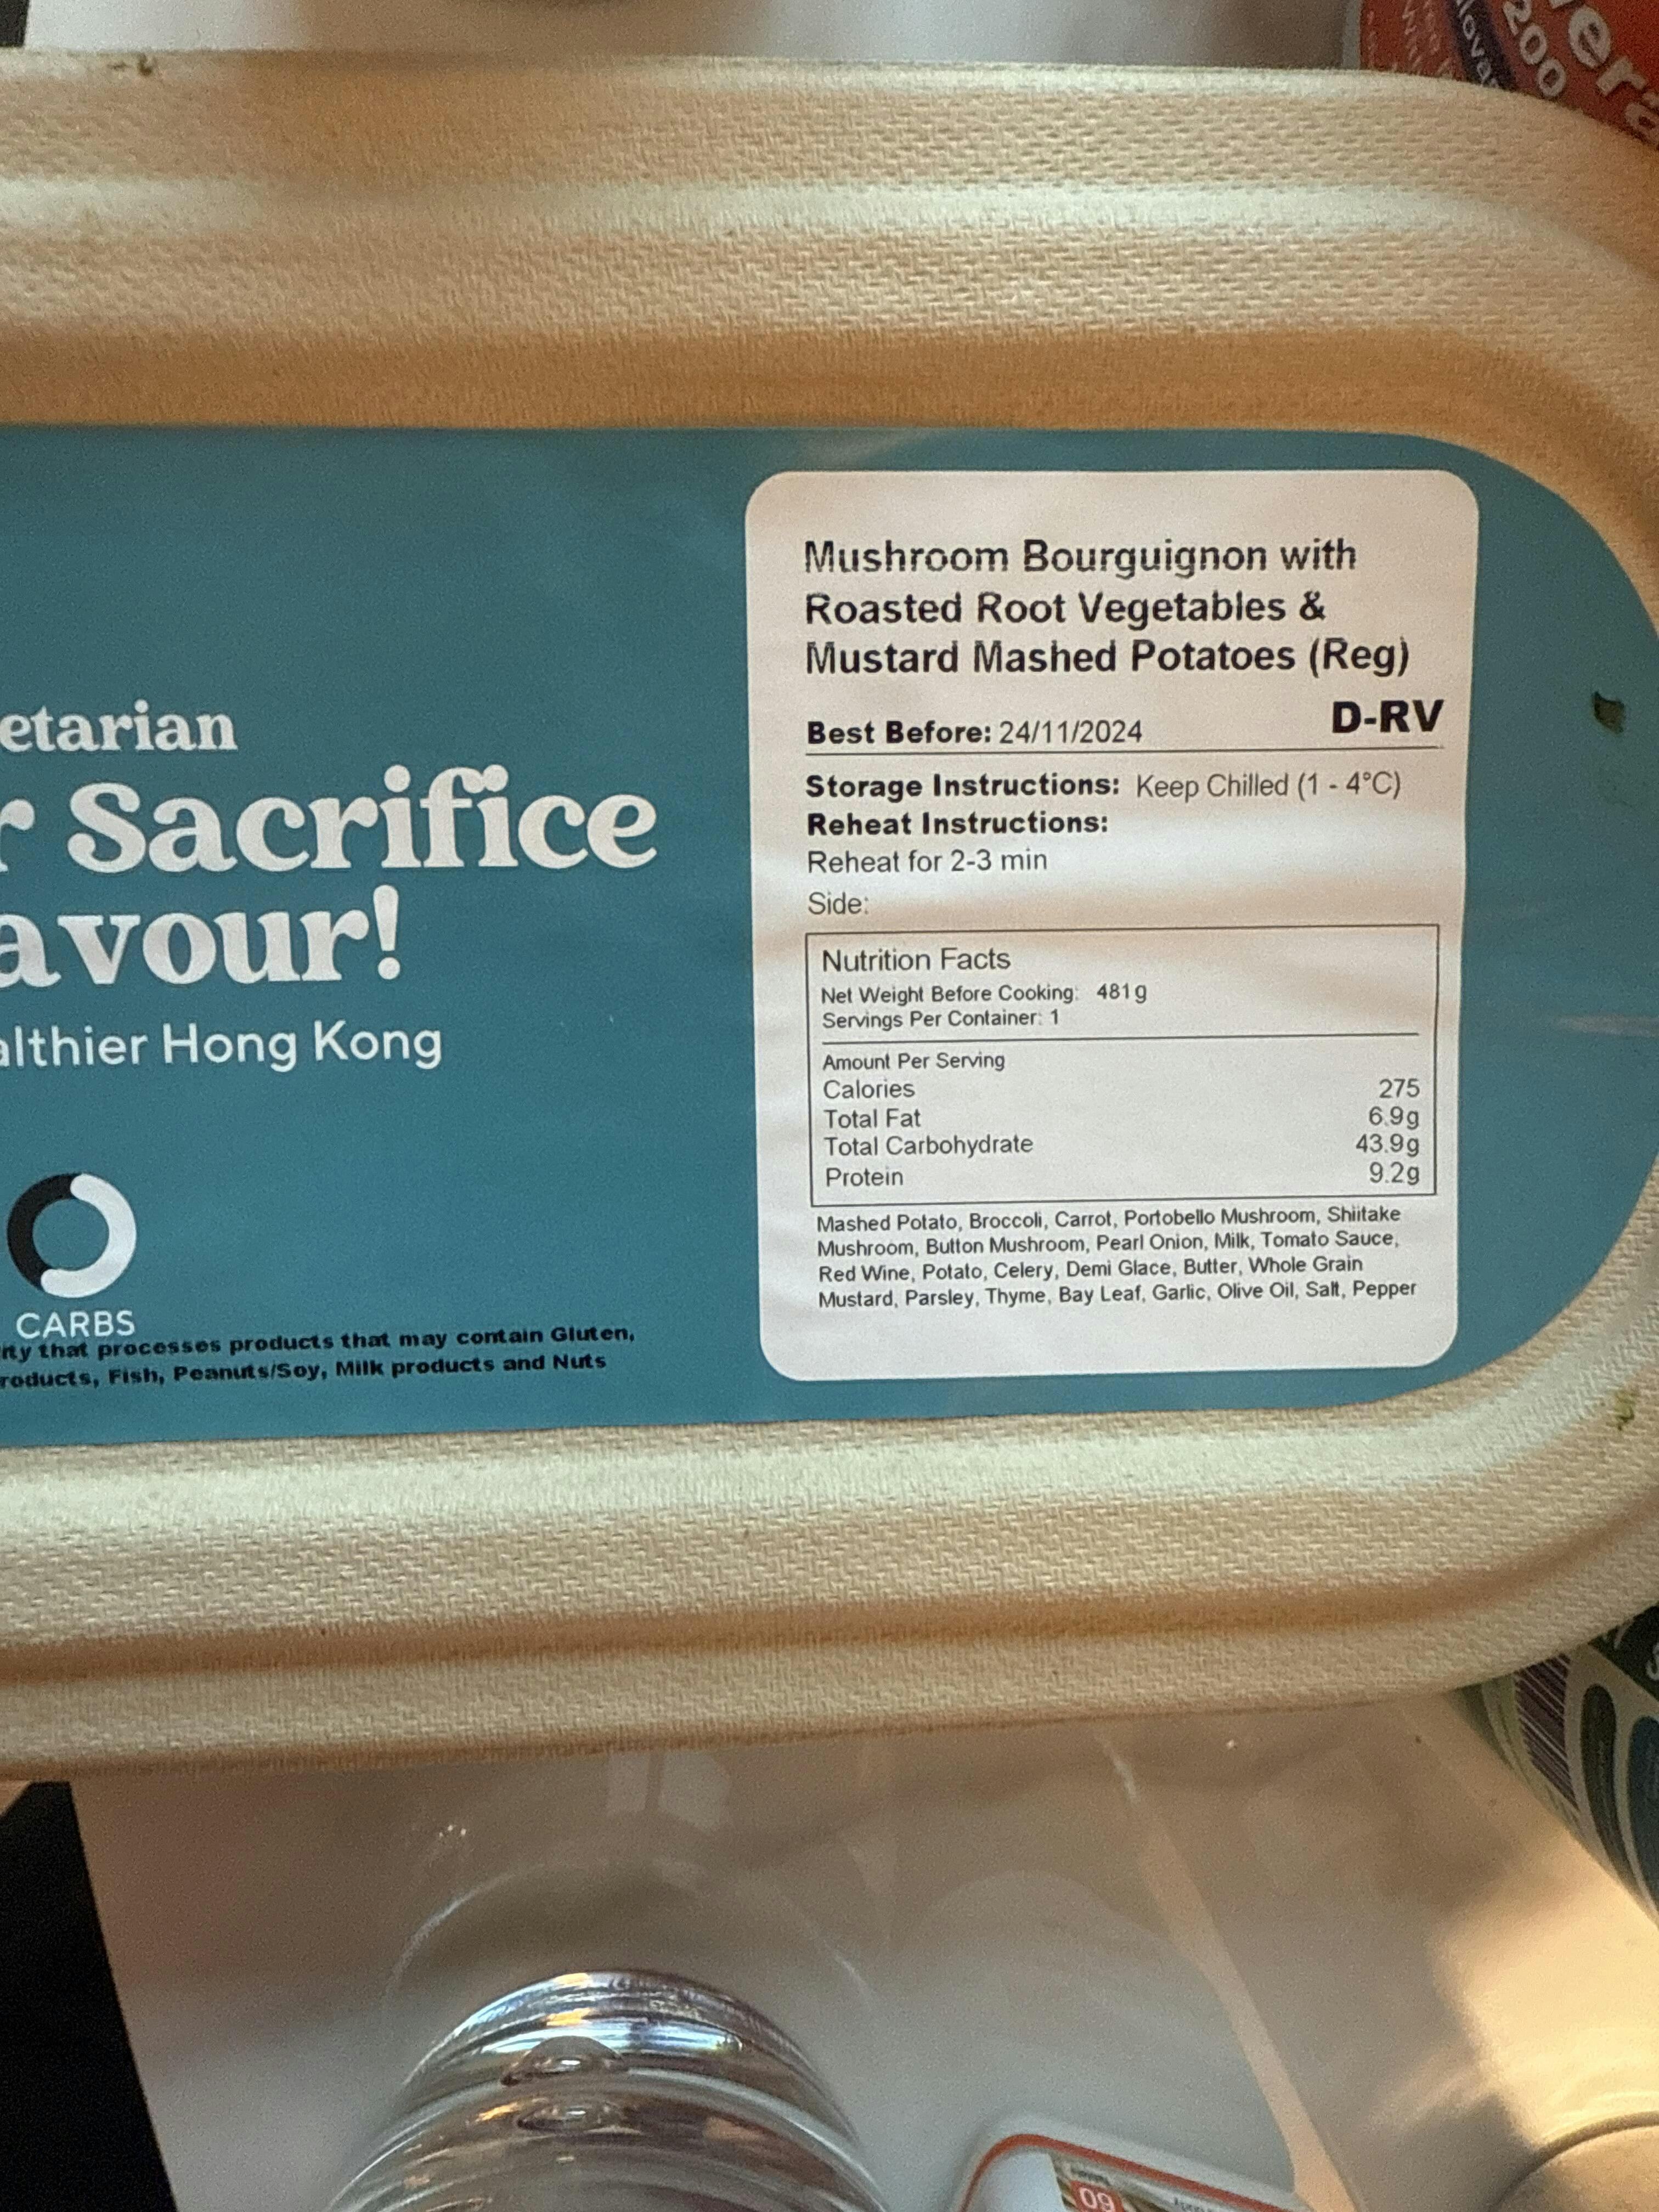 etarian
r Sacrifice
avour!
althier Hong Kong
CARBS
ity that processes products that may contain Gluten,
roducts, Fish, Peanuts/Soy, Milk products and Nuts
Mushroom Bourguignon with
Roasted Root Vegetables &
Mustard Mashed Potatoes (Reg)
D-RV
Best Before: 24/11/2024
Storage Instructions: Keep Chilled (1 - 4°C)
Reheat Instructions:
Reheat for 2-3 min
Side:
Nutrition Facts
Net Weight Before Cooking: 481g
Servings Per Container: 1
Amount Per Serving
Calories 275
Total Fat 6.9g
Total Carbohydrate 43.9g
Protein 9.2g
Mashed Potato, Broccoli, Carrot, Portobello Mushroom, Shiitake
Mushroom, Button Mushroom, Pearl Onion, Milk, Tomato Sauce,
Red Wine, Potato, Celery, Demi Glace, Butter, Whole Grain
Mustard, Parsley, Thyme, Bay Leaf, Garlic, Olive Oil, Salt, Pepper
200
60